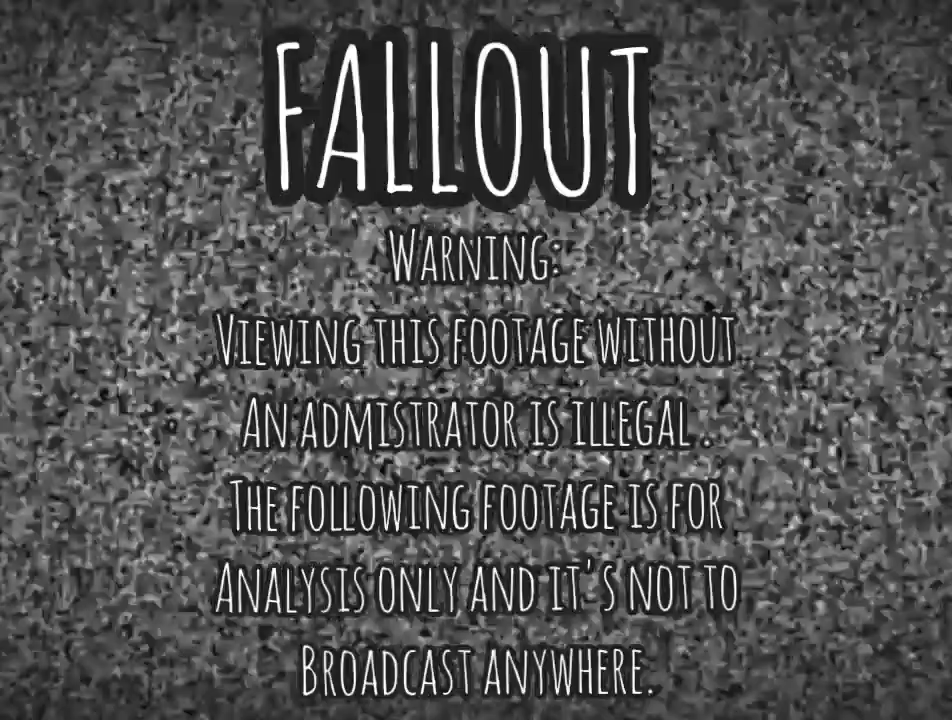 FALLOUT
WARNING:
VIEWING THIS FOOTAGE WITHOUT
AN ADMISTRATOR IS ILLEGAL .
THE FOLLOWING FOOTAGE IS FOR
ANALYSIS ONLY AND IT'S NOT TO
BROADCAST ANYWHERE.